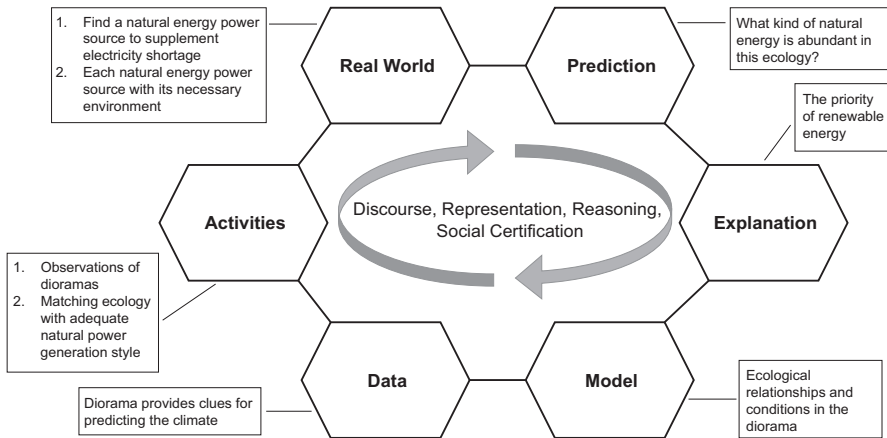 1. Find a natural energy power
source to supplement
electricity shortage
2. Each natural energy power
source with its necessary
environment
Real World
Prediction
What kind of natural
energy is abundant in
this ecology?
The priority
of renewable
energy
Activities
Discourse, Representation, Reasoning,
Social Certification
Explanation
1. Observations of
dioramas
2. Matching ecology
with adequate
natural power
generation style
Data
Model
Diorama provides clues for
predicting the climate
Ecological
relationships and
conditions in the
diorama